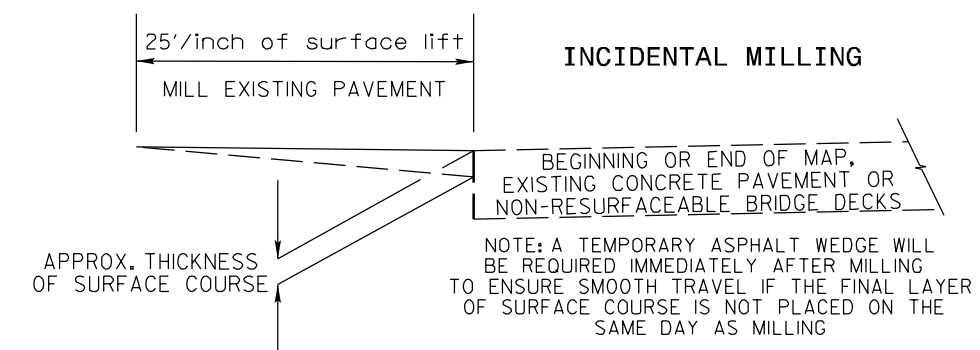 25'/inch of surface lift
MILL EXISTING PAVEMENT
INCIDENTAL MILLING
BEGINNING OR END OF MAP,
EXISTING CONCRETE PAVEMENT OR
NON-RESURFACEABLE BRIDGE DECKS
APPROX. THICKNESS
OF SURFACE COURSE
NOTE: A TEMPORARY ASPHALT WEDGE WILL
BE REQUIRED IMMEDIATELY AFTER MILLING
TO ENSURE SMOOTH TRAVEL IF THE FINAL LAYER
OF SURFACE COURSE IS NOT PLACED ON THE
SAME DAY AS MILLING